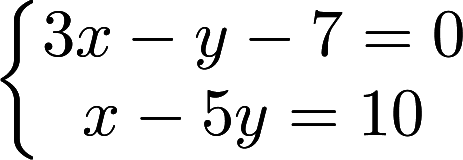 3x − y − 7 = 0
x − 5y = 10